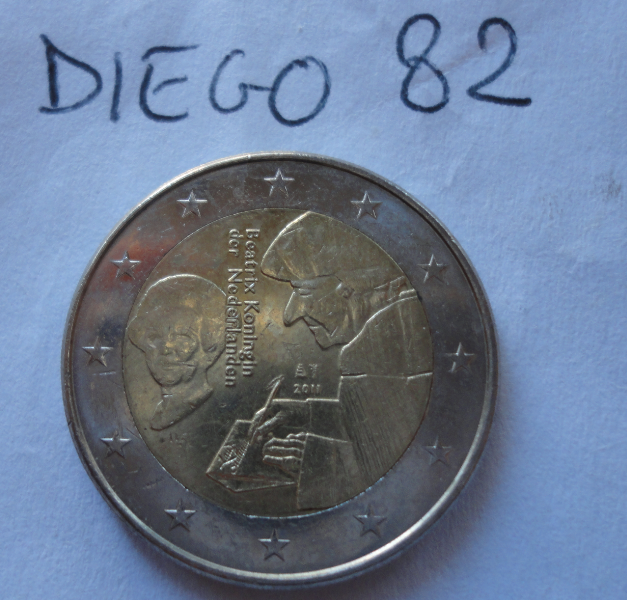 DIEGO 82
Beatrix Koningin
der Nederlanden
2011